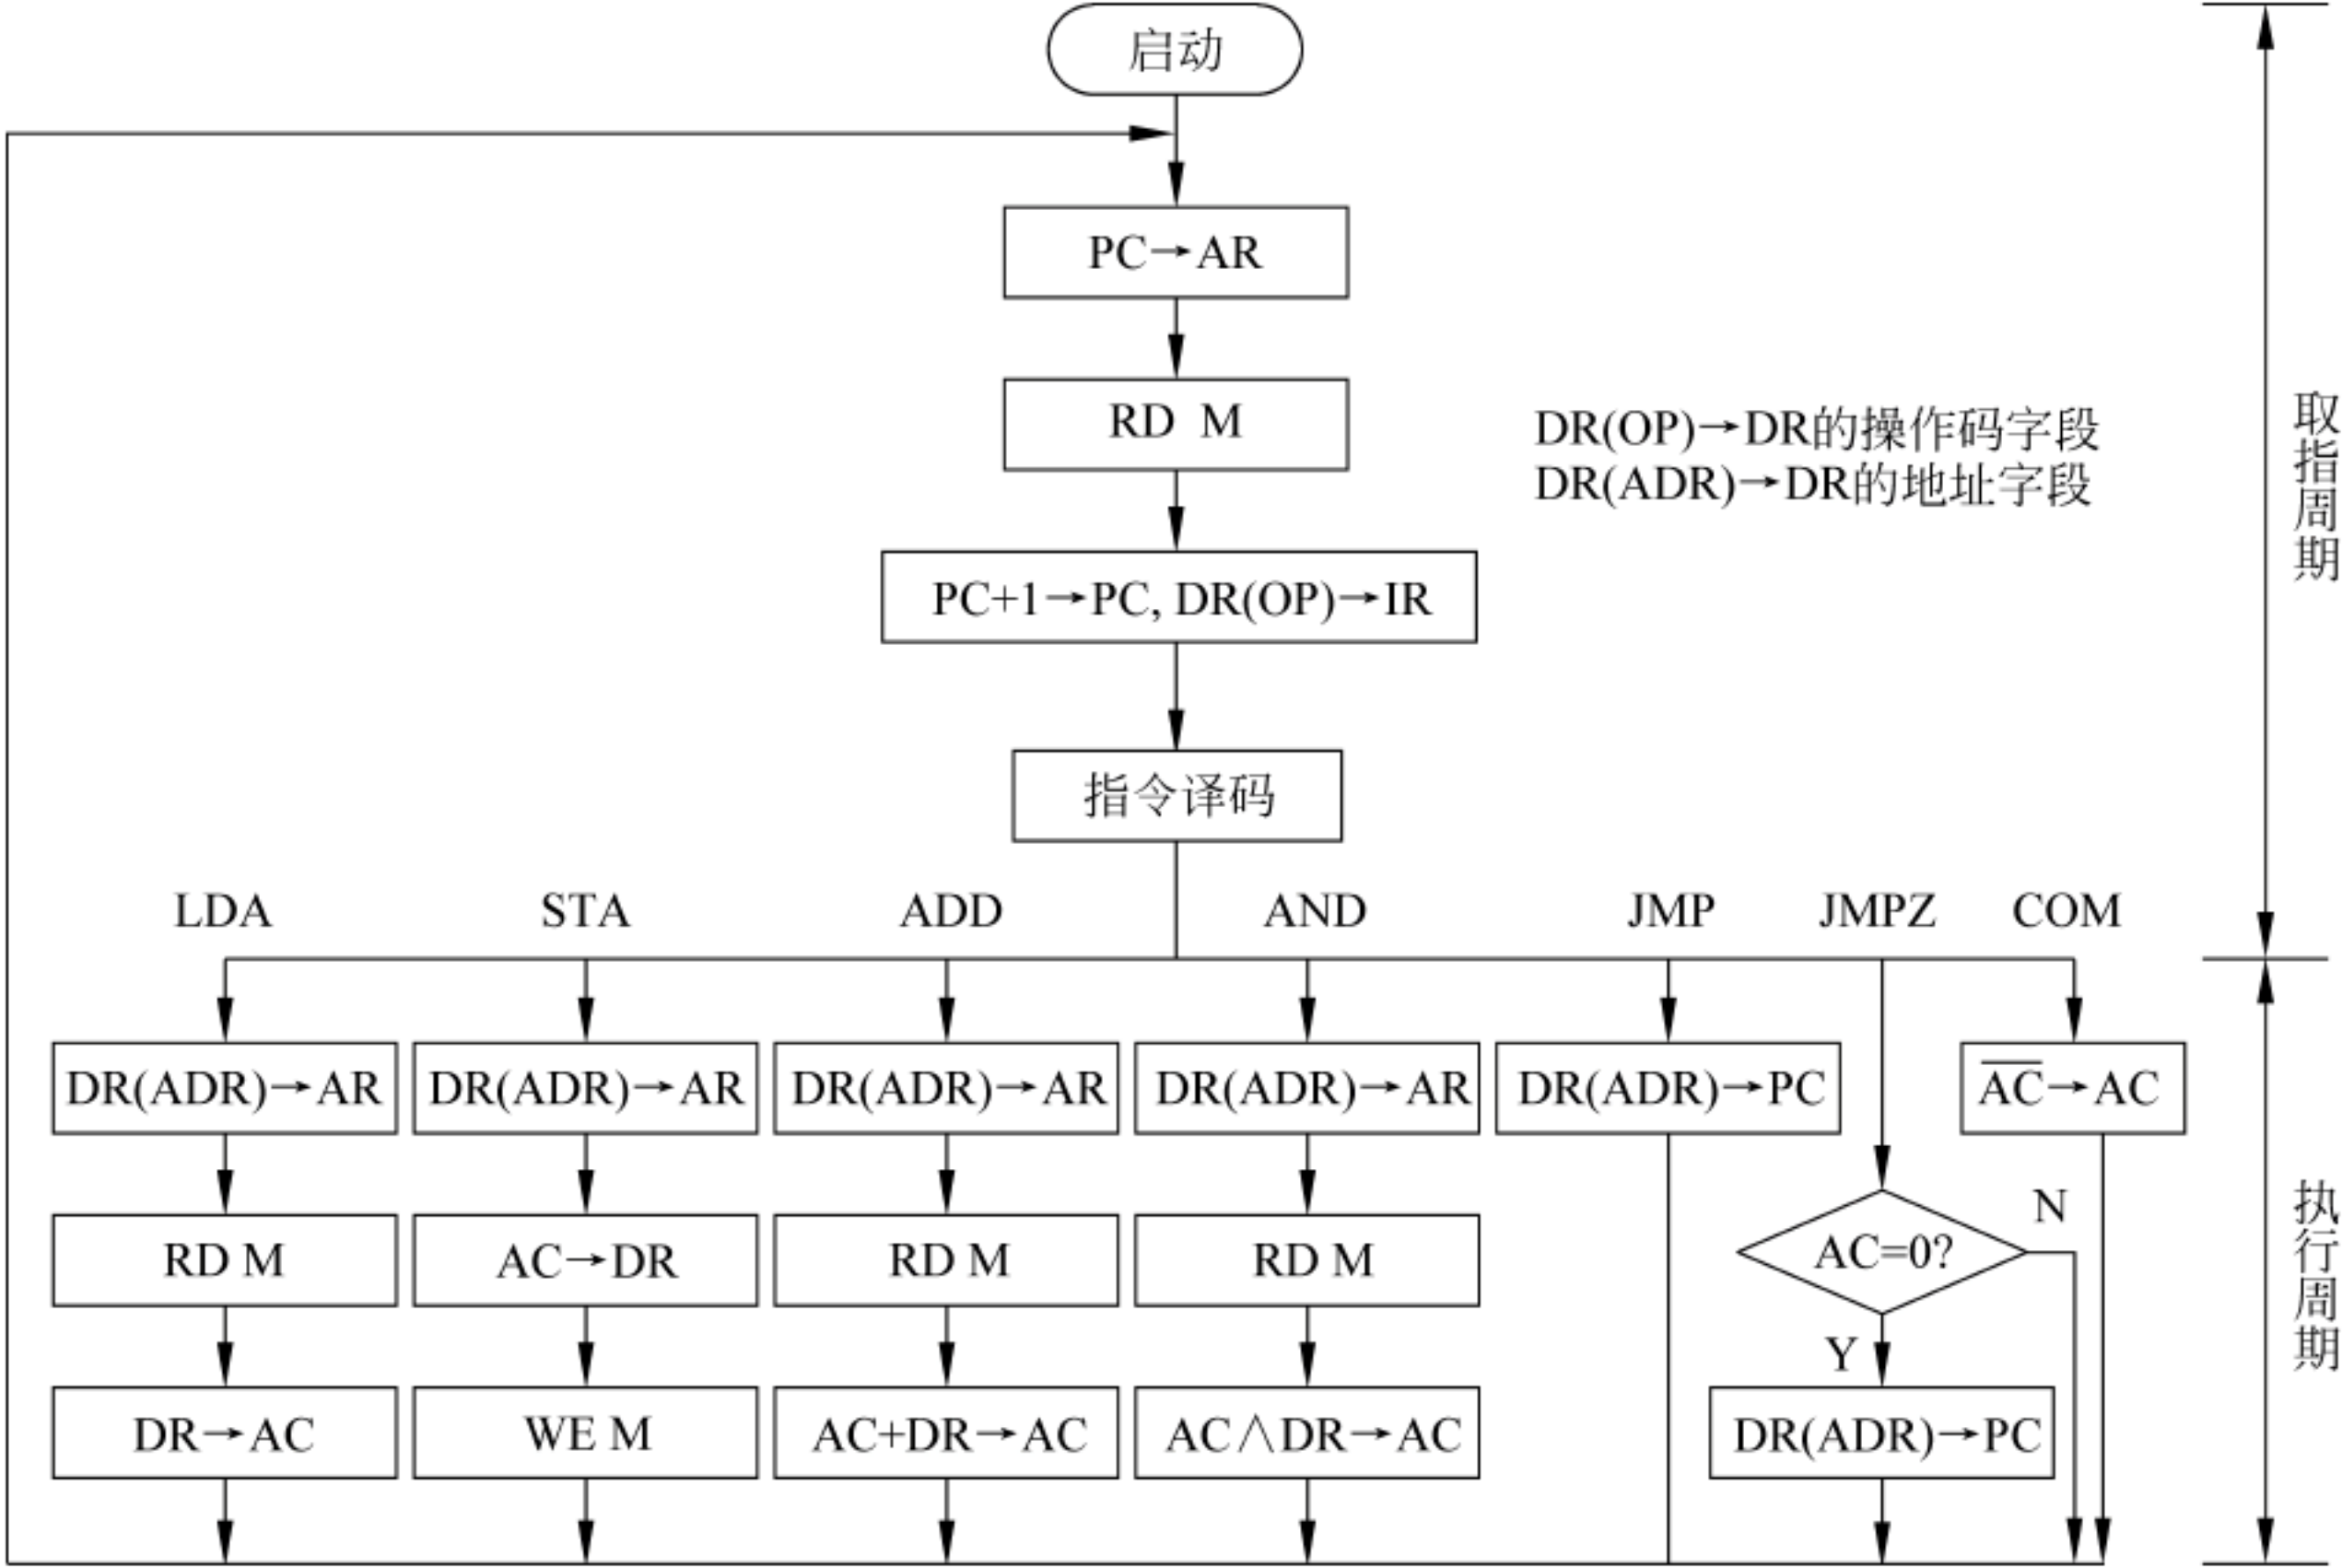 启动
PC→AR
RD M
DR(OP)→DR的操作码字段
DR(ADR)→DR的地址字段
取指周期
PC+1→PC, DR(OP)→IR
指令译码
LDA STA ADD AND JMP JMPZ COM
DR(ADR)→AR DR(ADR)→AR DR(ADR)→AR DR(ADR)→AR DR(ADR)→PC A̅C̅→AC
RD M AC→DR RD M RD M AC=0? N
执行周期
Y
DR→AC WE M AC+DR→AC AC∧DR→AC DR(ADR)→PC